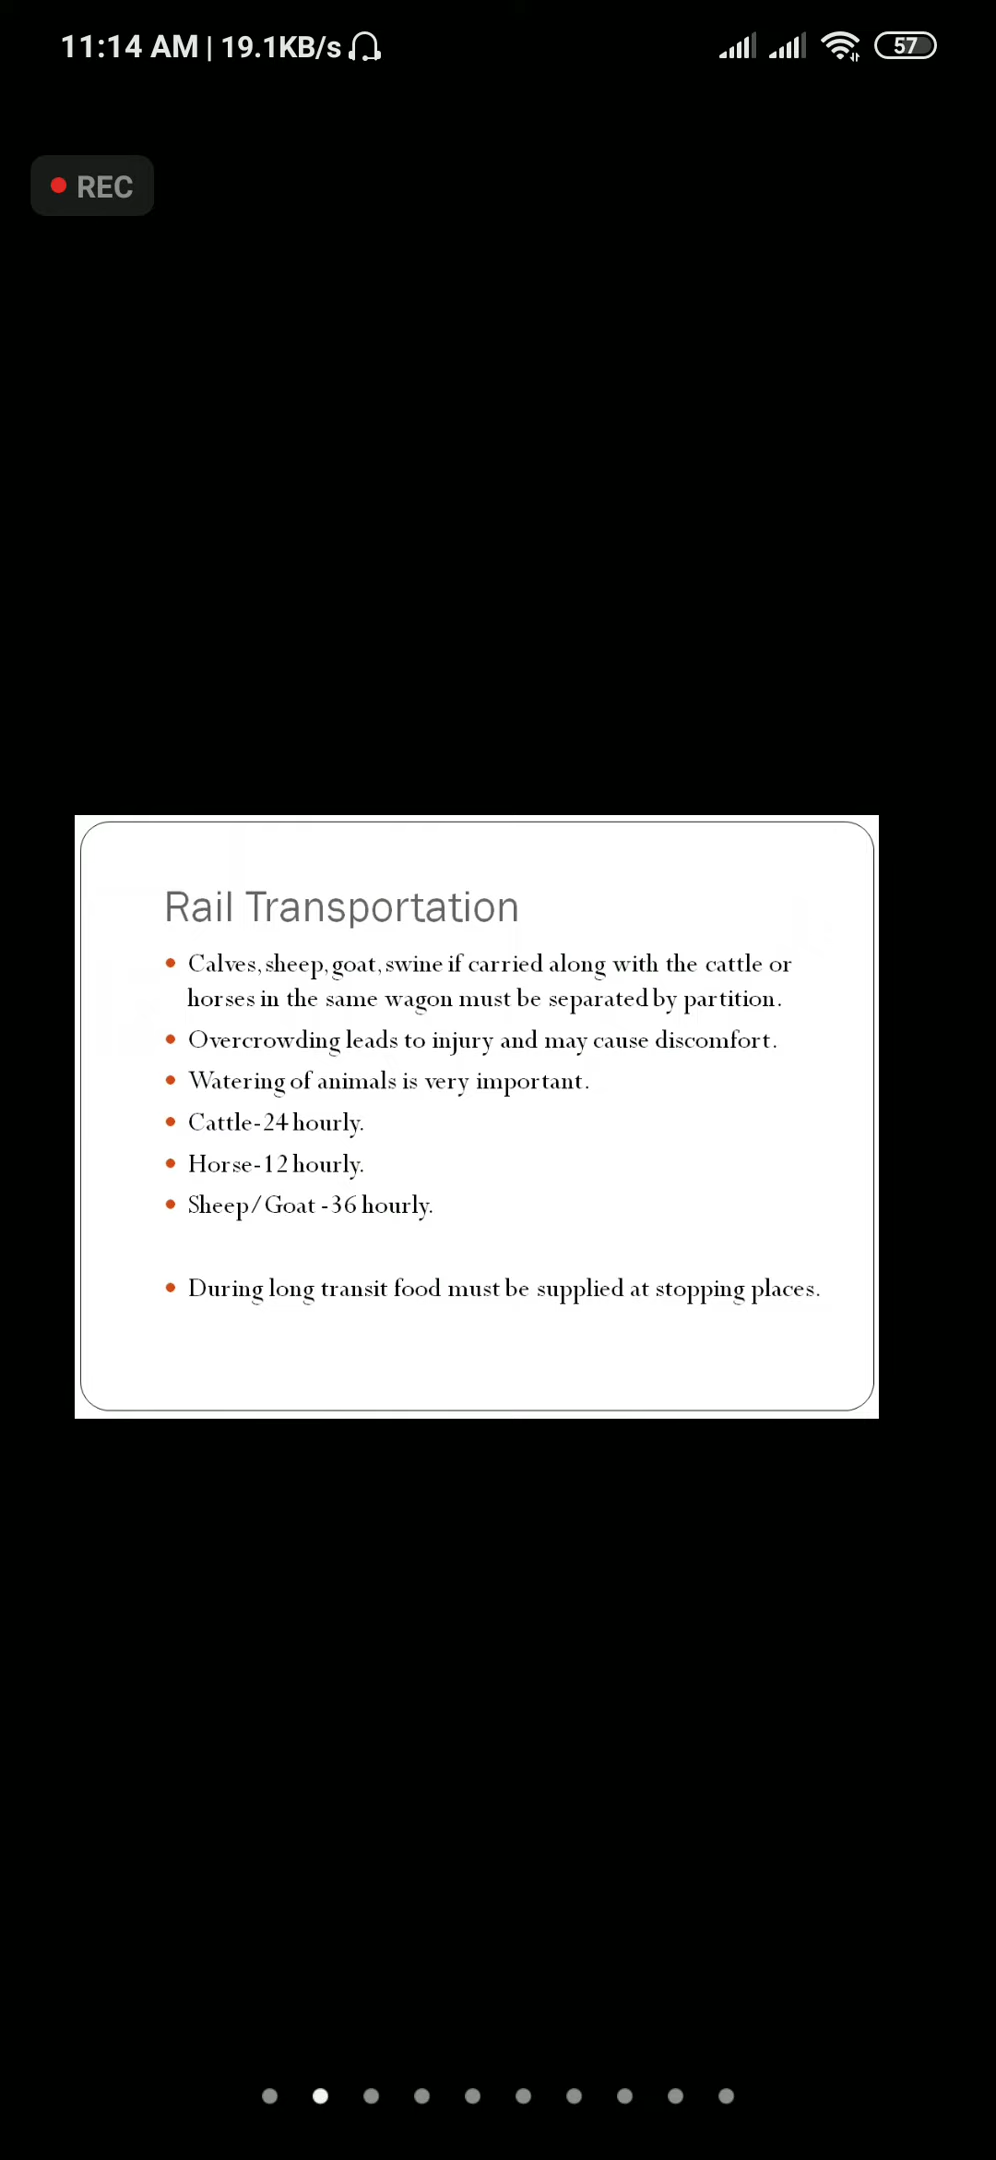 11:14 AM | 19.1KB/s
57
REC
Rail Transportation
• Calves, sheep, goat, swine if carried along with the cattle or
horses in the same wagon must be separated by partition.
• Overcrowding leads to injury and may cause discomfort.
• Watering of animals is very important.
• Cattle-24 hourly.
• Horse-12 hourly.
• Sheep/Goat -36 hourly.
• During long transit food must be supplied at stopping places.